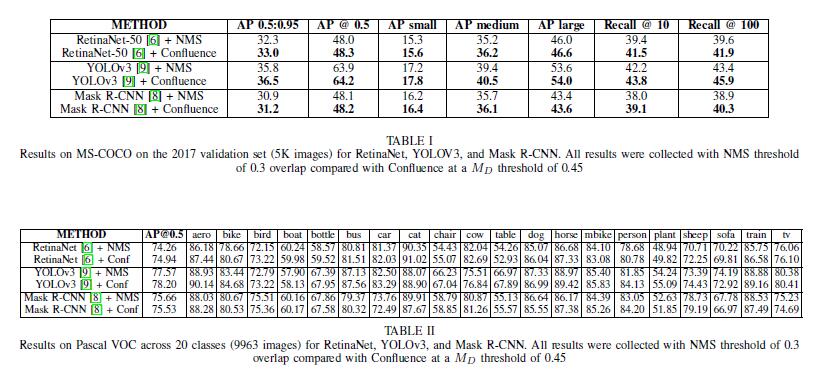 METHOD AP 0.5:0.95 AP @ 0.5 AP small AP medium AP large Recall @ 10 Recall @ 100
RetinaNet-50 [6] + NMS 32.3 48.0 15.3 35.2 46.0 39.4 39.6
RetinaNet-50 [6] + Confluence 33.0 48.3 15.6 36.2 46.6 41.5 41.9
YOLOv3 [9] + NMS 35.8 63.9 17.2 39.4 53.6 42.2 43.4
YOLOv3 [9] + Confluence 36.5 64.2 17.8 40.5 54.0 43.8 45.9
Mask R-CNN [8] + NMS 30.9 48.1 16.2 35.7 43.4 38.0 38.9
Mask R-CNN [8] + Confluence 31.2 48.2 16.4 36.1 43.6 39.1 40.3
TABLE I
Results on MS-COCO on the 2017 validation set (5K images) for RetinaNet, YOLOV3, and Mask R-CNN. All results were collected with NMS threshold
of 0.3 overlap compared with Confluence at a MD threshold of 0.45
METHOD AP@0.5 aero bike bird boat bottle bus car cat chair cow table dog horse mbike person plant sheep sofa train tv
RetinaNet [6] + NMS 74.26 86.18 78.66 72.15 60.24 58.57 80.81 81.37 90.35 54.43 82.04 54.26 85.07 86.68 84.10 78.68 48.94 70.71 70.22 85.75 76.06
RetinaNet [6] + Conf 74.94 87.44 80.67 73.22 59.98 59.52 81.51 82.03 91.02 55.07 82.69 52.93 86.04 87.33 83.08 80.78 49.82 72.25 69.81 86.58 76.10
YOLOv3 [9] + NMS 77.57 88.93 83.44 72.79 57.90 67.39 87.13 82.50 88.07 66.23 75.51 66.97 87.33 88.97 85.40 81.85 54.24 73.39 74.19 88.88 80.38
YOLOv3 [9] + Conf 78.20 90.14 84.68 73.22 58.13 67.95 87.56 83.29 88.90 67.04 76.84 67.89 86.99 89.42 85.83 84.13 55.09 74.43 72.92 89.16 80.41
Mask R-CNN [8] + NMS 75.66 88.03 80.67 75.51 60.16 67.86 79.37 73.76 89.91 58.79 80.87 55.13 86.64 86.17 84.39 83.05 52.63 78.73 67.78 88.53 75.23
Mask R-CNN [8] + Conf 75.53 88.28 80.53 75.36 60.17 67.58 80.32 72.49 87.67 58.85 81.26 55.57 85.55 87.38 85.26 84.20 51.85 79.19 66.97 87.49 74.69
TABLE II
Results on Pascal VOC across 20 classes (9963 images) for RetinaNet, YOLOv3, and Mask R-CNN. All results were collected with NMS threshold of 0.3
overlap compared with Confluence at a MD threshold of 0.45